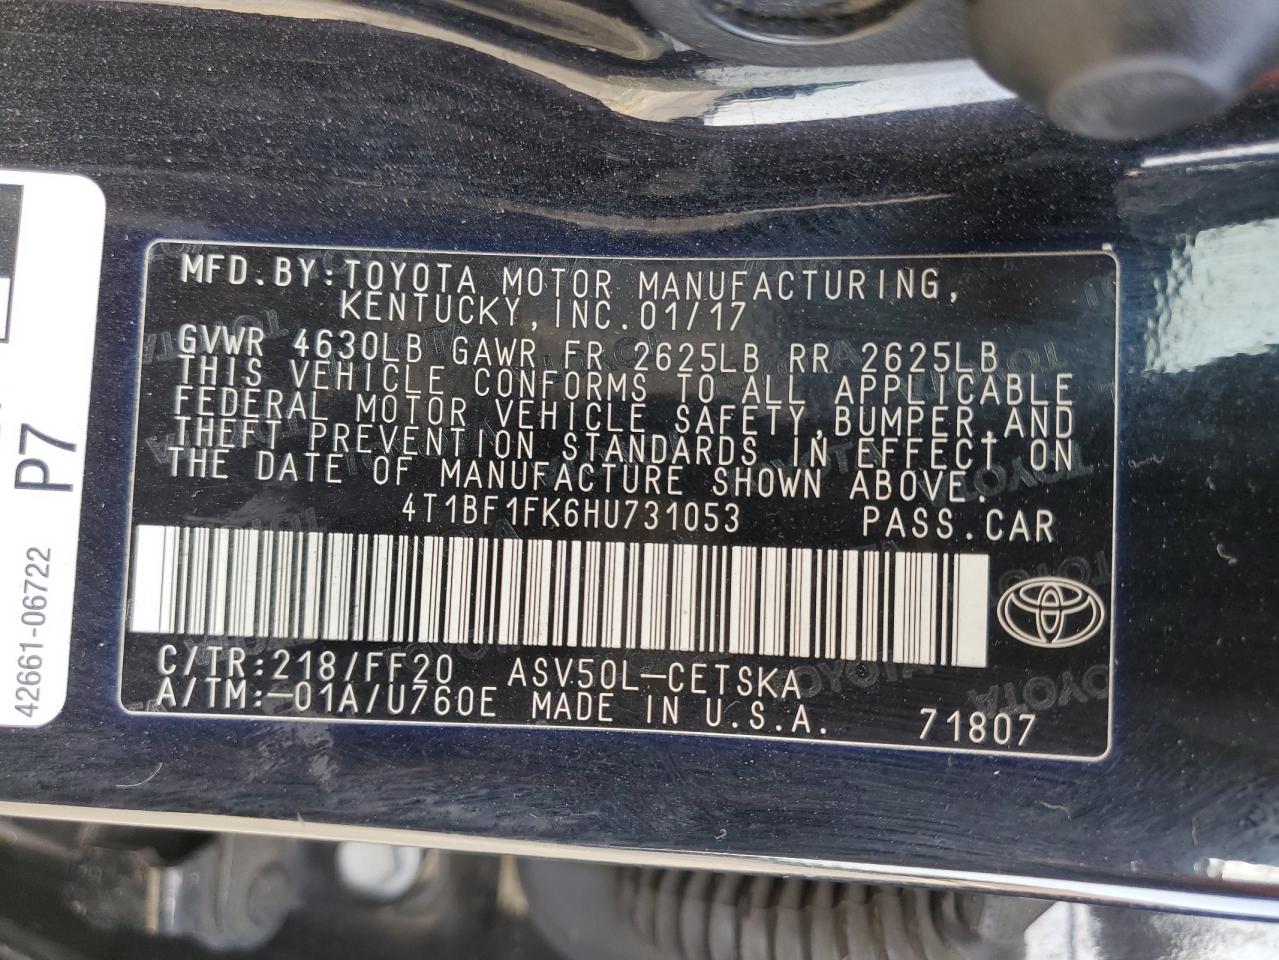 MFD.BY:TOYOTA MOTOR MANUFACTURING,
KENTUCKY,INC.01/17
GVWR 4630LB GAWR FR 2625LB RR 2625LB
THIS VEHICLE CONFORMS TO ALL APPLICABLE
FEDERAL MOTOR VEHICLE SAFETY,BUMPER,AND
THEFT PREVENTION STANDARDS IN EFFECT ON
THE DATE OF MANUFACTURE SHOWN ABOVE.
4T1BF1FK6HU731053 PASS.CAR
C/TR:218/FF20 ASV50L-CETSKA
A/TM:-01A/U760E MADE IN U.S.A. 71807
P7
42661-06722